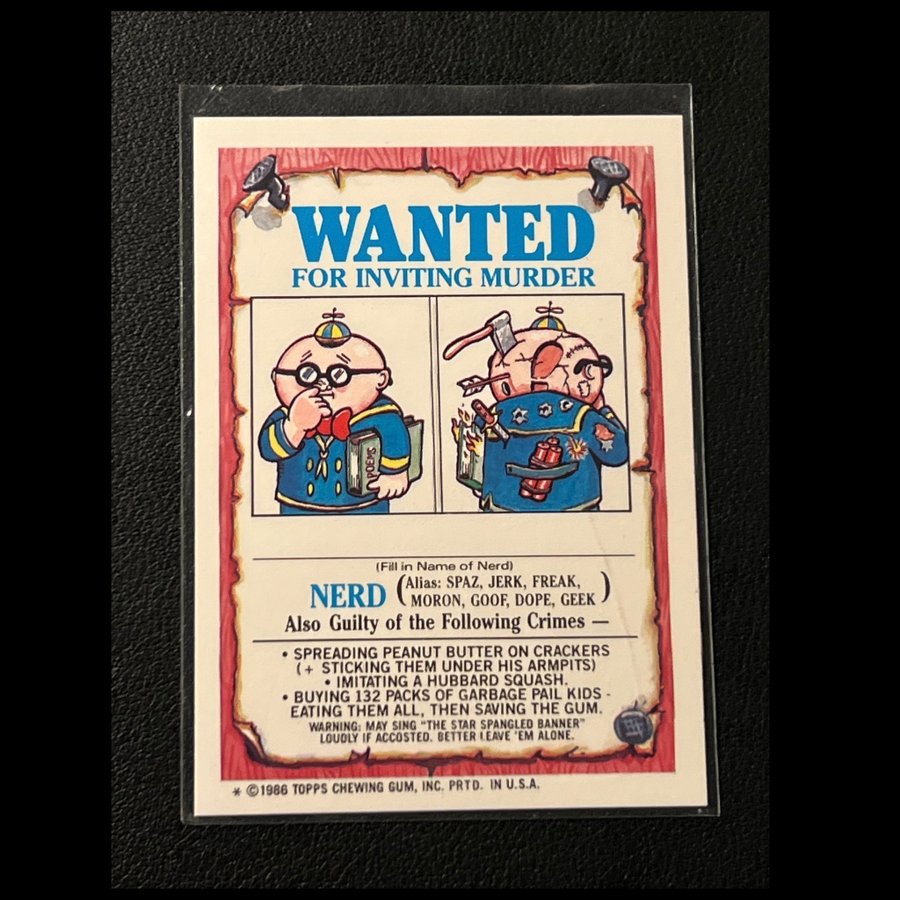 WANTED
FOR INVITING MURDER
POEMS
(Fill in Name of Nerd)
NERD (Alias: SPAZ, JERK, FREAK,
MORON, GOOF, DOPE, GEEK)
Also Guilty of the Following Crimes —
• SPREADING PEANUT BUTTER ON CRACKERS
(+ STICKING THEM UNDER HIS ARMPITS)
• IMITATING A HUBBARD SQUASH.
• BUYING 132 PACKS OF GARBAGE PAIL KIDS -
EATING THEM ALL, THEN SAVING THE GUM.
WARNING: MAY SING "THE STAR SPANGLED BANNER"
LOUDLY IF ACCOSTED. BETTER LEAVE 'EM ALONE.
* ©1986 TOPPS CHEWING GUM, INC. PRTD. IN U.S.A.